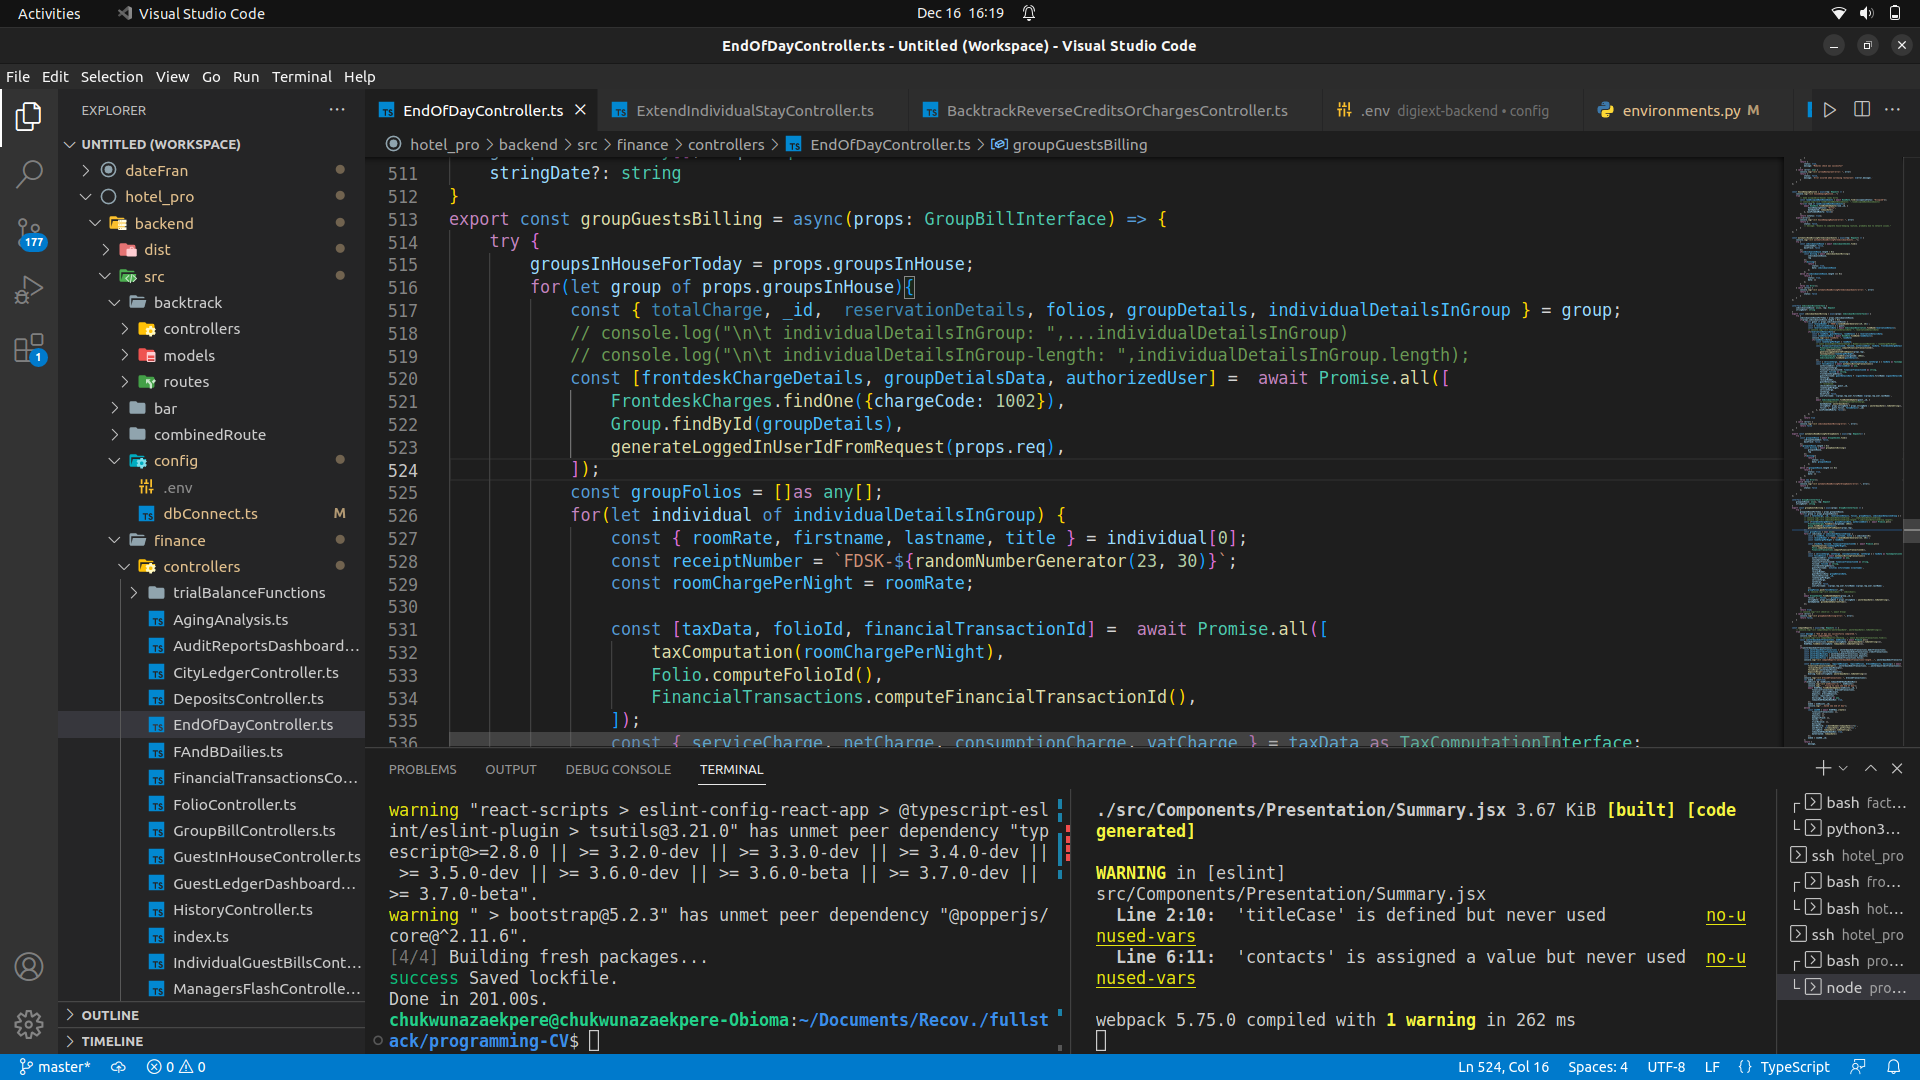 Activities
Visual Studio Code
Dec 16 16:19
EndOfDayController.ts - Untitled (Workspace) - Visual Studio Code
File Edit Selection View Go Run Terminal Help
EXPLORER
UNTITLED (WORKSPACE)
dateFran
hotel_pro
backend
dist
src
backtrack
controllers
models
routes
bar
combinedRoute
config
.env
dbConnect.ts M
finance
controllers
trialBalanceFunctions
AgingAnalysis.ts
AuditReportsDashboard...
CityLedgerController.ts
DepositsController.ts
EndOfDayController.ts
FAndBDailies.ts
FinancialTransactionsCo...
FolioController.ts
GroupBillControllers.ts
GuestInHouseController.ts
GuestLedgerDashboard...
HistoryController.ts
index.ts
IndividualGuestBillsCont...
ManagersFlashControlle...
OUTLINE
TIMELINE
177
1
EndOfDayController.ts
ExtendIndividualStayController.ts
BacktrackReverseCreditsOrChargesController.ts
.env digiext-backend • config
environments.py M
hotel_pro > backend > src > finance > controllers > EndOfDayController.ts > groupGuestsBilling
511 stringDate?: string
512 }
513 export const groupGuestsBilling = async(props: GroupBillInterface) => {
514 try {
515 groupsInHouseForToday = props.groupsInHouse;
516 for(let group of props.groupsInHouse){
517 const { totalCharge, _id,  reservationDetails, folios, groupDetails, individualDetailsInGroup } = group;
518 // console.log("\n\t individualDetailsInGroup: ",...individualDetailsInGroup)
519 // console.log("\n\t individualDetailsInGroup-length: ",individualDetailsInGroup.length);
520 const [frontdeskChargeDetails, groupDetialsData, authorizedUser] =  await Promise.all([
521 FrontdeskCharges.findOne({chargeCode: 1002}),
522 Group.findById(groupDetails),
523 generateLoggedInUserIdFromRequest(props.req),
524 ]);
525 const groupFolios = []as any[];
526 for(let individual of individualDetailsInGroup) {
527 const { roomRate, firstname, lastname, title } = individual[0];
528 const receiptNumber = `FDSK-${randomNumberGenerator(23, 30)}`;
529 const roomChargePerNight = roomRate;
530
531 const [taxData, folioId, financialTransactionId] =  await Promise.all([
532 taxComputation(roomChargePerNight),
533 Folio.computeFolioId(),
534 FinancialTransactions.computeFinancialTransactionId(),
535 ]);
536 const { serviceCharge, netCharge, consumptionCharge, vatCharge } = taxData as TaxComputationInterface;
PROBLEMS OUTPUT DEBUG CONSOLE TERMINAL
warning "react-scripts > eslint-config-react-app > @typescript-esl
int/eslint-plugin > tsutils@3.21.0" has unmet peer dependency "typ
escript@>=2.8.0 || >= 3.2.0-dev || >= 3.3.0-dev || >= 3.4.0-dev ||
>= 3.5.0-dev || >= 3.6.0-dev || >= 3.6.0-beta || >= 3.7.0-dev ||
>= 3.7.0-beta".
warning " > bootstrap@5.2.3" has unmet peer dependency "@popperjs/
core@^2.11.6".
[4/4] Building fresh packages...
success Saved lockfile.
Done in 201.00s.
chukwunazaekpere@chukwunazaekpere-Obioma:~/Documents/Recov./fullst
ack/programming-CV$
./src/Components/Presentation/Summary.jsx 3.67 KiB [built] [code
generated]
WARNING in [eslint]
src/Components/Presentation/Summary.jsx
Line 2:10:  'titleCase' is defined but never used no-u
nused-vars
Line 6:11:  'contacts' is assigned a value but never used no-u
nused-vars
webpack 5.75.0 compiled with 1 warning in 262 ms
bash fact...
python3...
ssh hotel_pro
bash fro...
bash hot...
ssh hotel_pro
bash pro...
node pro...
master* 0 0
Ln 524, Col 16 Spaces: 4 UTF-8 LF {} TypeScript